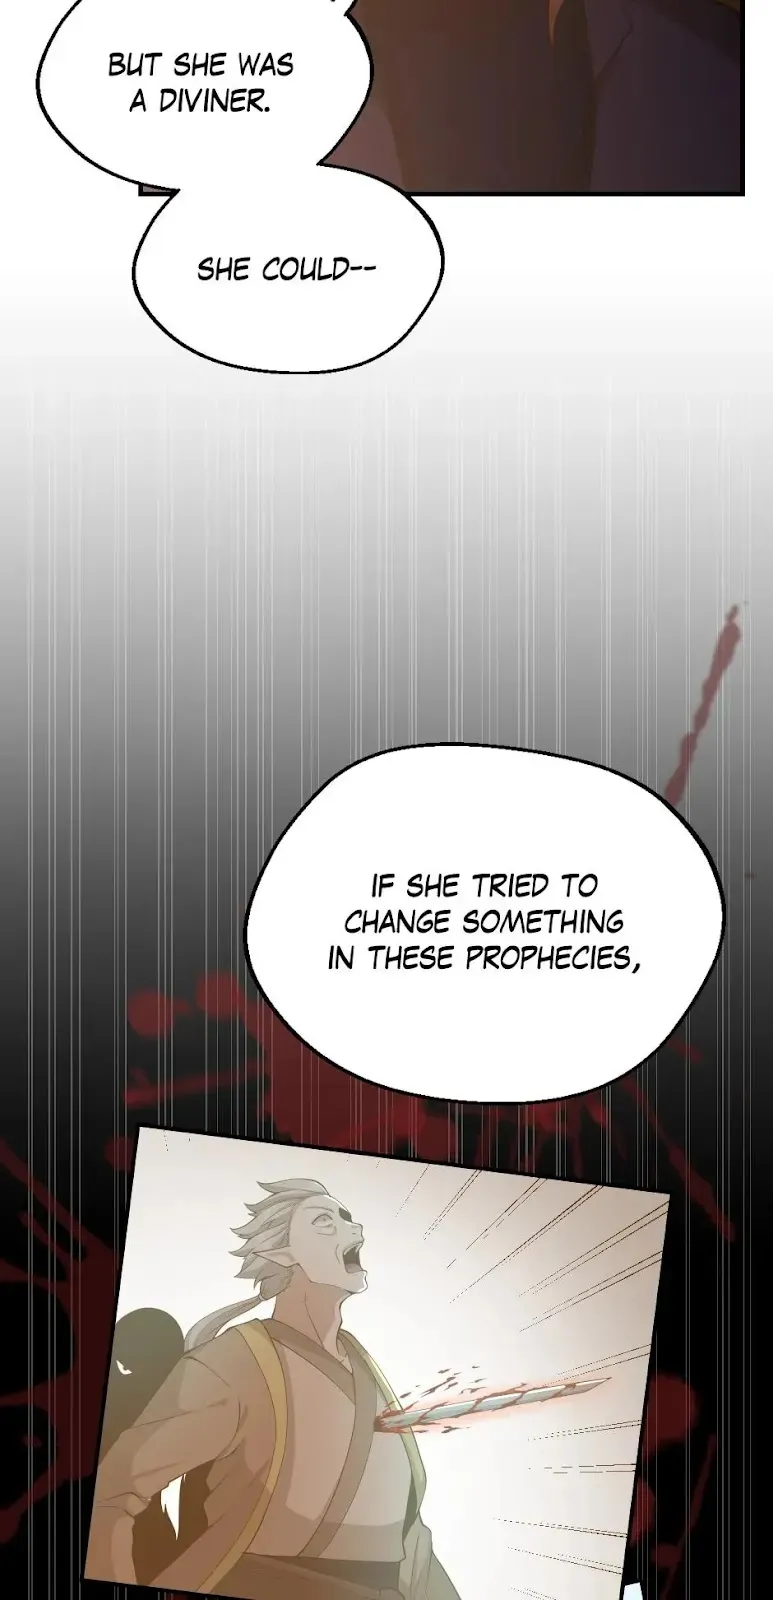 BUT SHE WAS
A DIVINER.
SHE COULD--
IF SHE TRIED TO
CHANGE SOMETHING
IN THESE PROPHECIES,